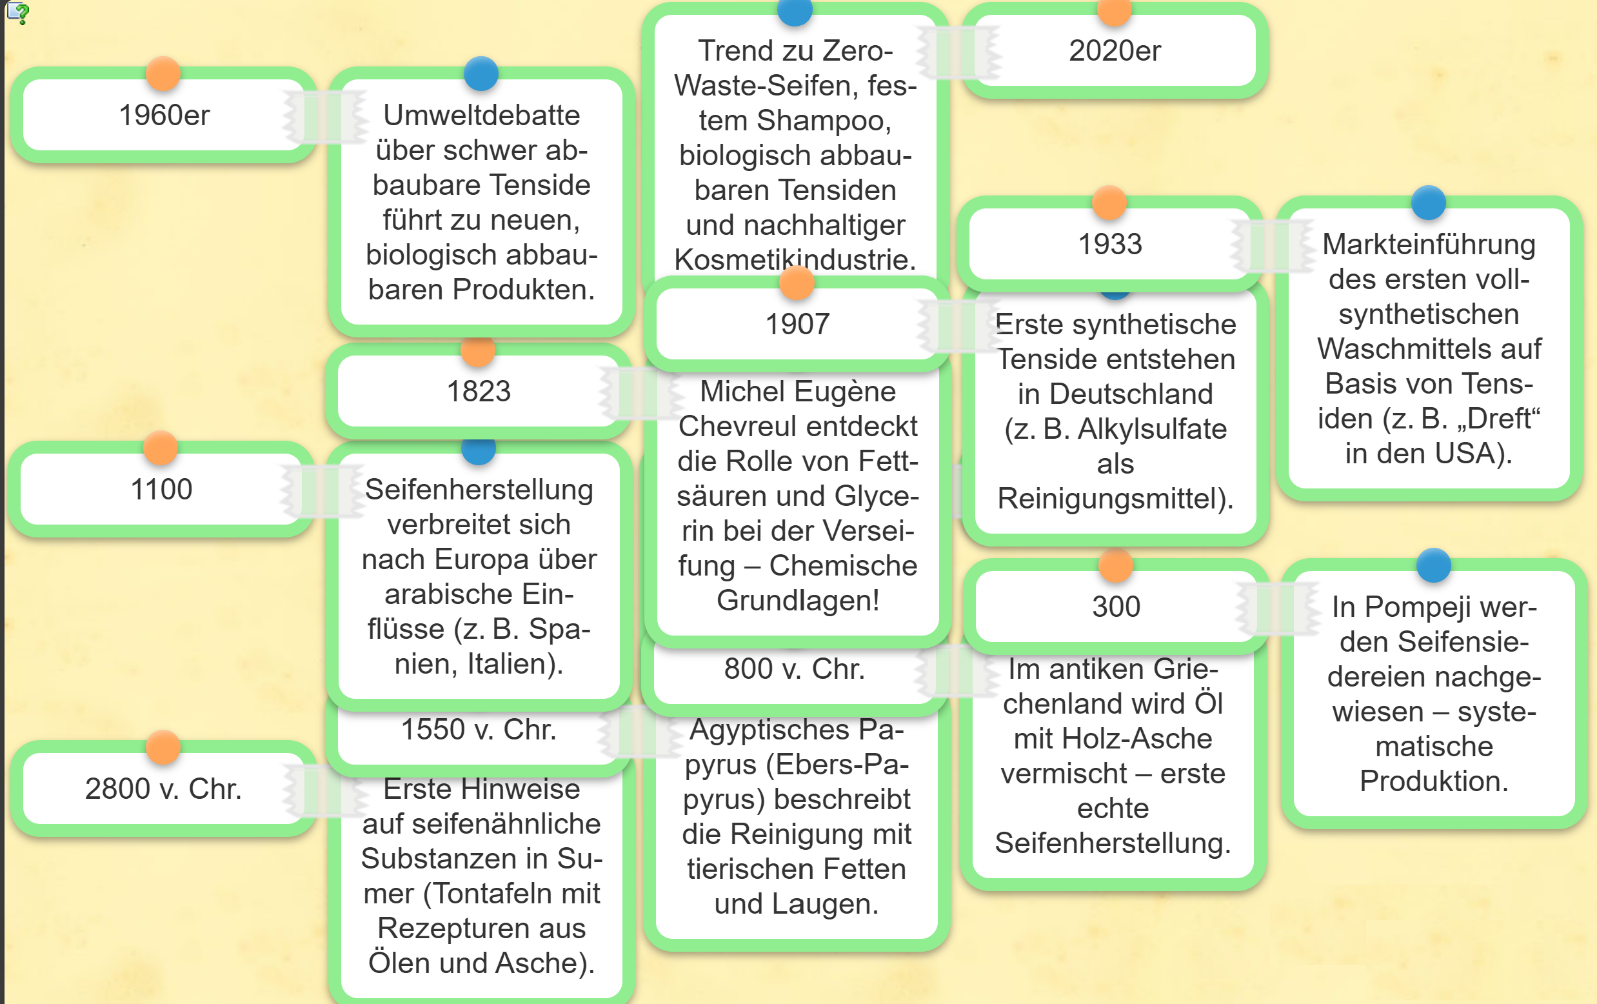 1960er
Umweltdebatte
über schwer ab-
baubare Tenside
führt zu neuen,
biologisch abbau-
baren Produkten.
Trend zu Zero-
Waste-Seifen, fes-
tem Shampoo,
biologisch abbau-
baren Tensiden
und nachhaltiger
Kosmetikindustrie.
2020er
1933
Markteinführung
des ersten voll-
synthetischen
Waschmittels auf
Basis von Tens-
iden (z. B. „Dreft“
in den USA).
1907
Erste synthetische
Tenside entstehen
in Deutschland
(z. B. Alkylsulfate
als
Reinigungsmittel).
1823
Michel Eugène
Chevreul entdeckt
die Rolle von Fett-
säuren und Glyce-
rin bei der Versei-
fung – Chemische
Grundlagen!
1100
Seifenherstellung
verbreitet sich
nach Europa über
arabische Ein-
flüsse (z. B. Spa-
nien, Italien).
300
In Pompeji wer-
den Seifensie-
dereien nachge-
wiesen – syste-
matische
Produktion.
800 v. Chr.
Im antiken Grie-
chenland wird Öl
mit Holz-Asche
vermischt – erste
echte
Seifenherstellung.
1550 v. Chr.
Ägyptisches Pa-
pyrus (Ebers-Pa-
pyrus) beschreibt
die Reinigung mit
tierischen Fetten
und Laugen.
2800 v. Chr.
Erste Hinweise
auf seifenähnliche
Substanzen in Su-
mer (Tontafeln mit
Rezepturen aus
Ölen und Asche).